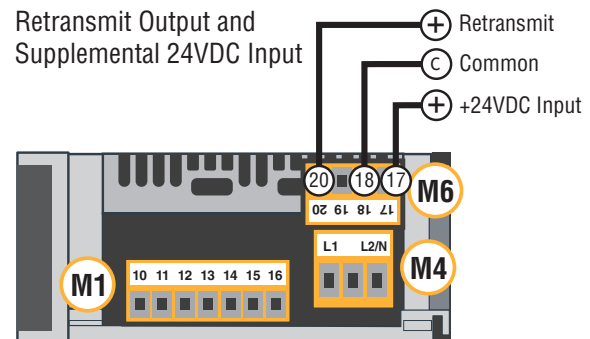 Retransmit Output and
Supplemental 24VDC Input
+ Retransmit
C Common
+ +24VDC Input
20 18 17
M6
20 19 18 17
L1 L2/N
M4
M1
10 11 12 13 14 15 16